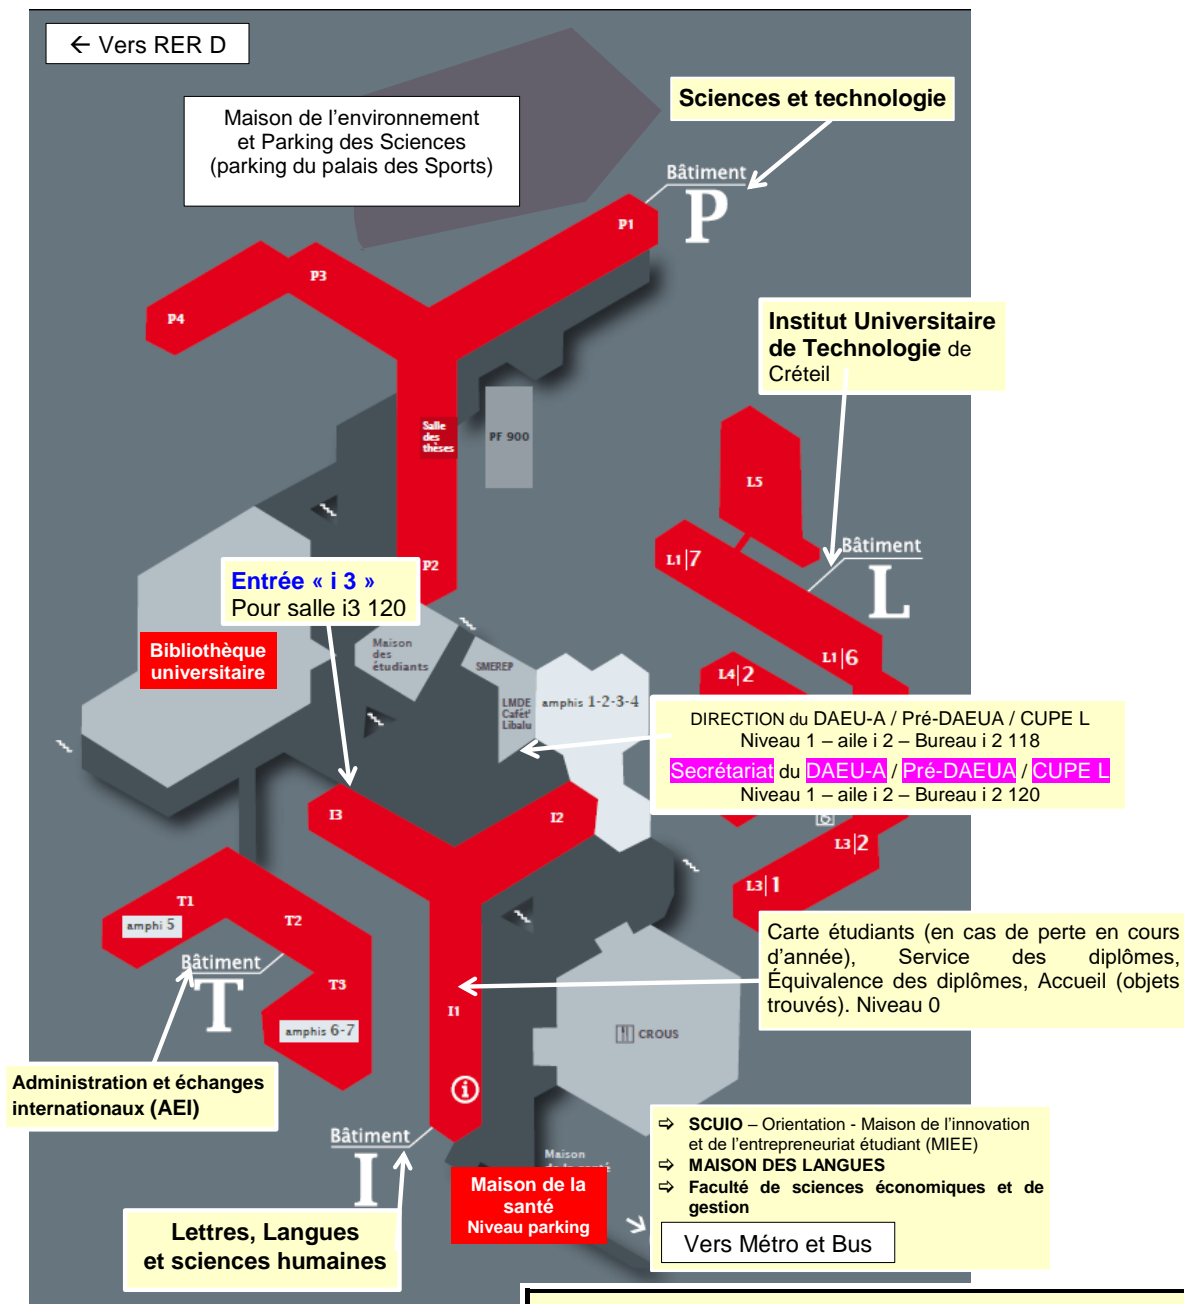 ← Vers RER D
Maison de l'environnement
et Parking des Sciences
(parking du palais des Sports)
Sciences et technologie
Bâtiment
P
P1
P3
P4
Institut Universitaire
de Technologie de
Créteil
Salle
des
thèses
PF 900
L5
Bâtiment
L
L1|7
P2
Entrée « i 3 »
Pour salle i3 120
Bibliothèque
universitaire
Maison
des
étudiants
SMEREP
L1|6
L4|2
LMDE
Cafét'
Libalu
amphis 1-2-3-4
DIRECTION du DAEU-A / Pré-DAEUA / CUPE L
Niveau 1 – aile i 2 – Bureau i 2 118
Secrétariat du DAEU-A / Pré-DAEUA / CUPE L
Niveau 1 – aile i 2 – Bureau i 2 120
I3
I2
L3|2
L3|1
T1
amphi 5
T2
Bâtiment
T
T3
amphis 6-7
I1
Carte étudiants (en cas de perte en cours
d'année), Service des diplômes,
Équivalence des diplômes, Accueil (objets
trouvés). Niveau 0
CROUS
Administration et échanges
internationaux (AEI)
i
Bâtiment
I
Maison
Maison de la
santé
Niveau parking
⇨ SCUIO – Orientation - Maison de l'innovation
et de l'entrepreneuriat étudiant (MIEE)
⇨ MAISON DES LANGUES
⇨ Faculté de sciences économiques et de
gestion
Vers Métro et Bus
Lettres, Langues
et sciences humaines